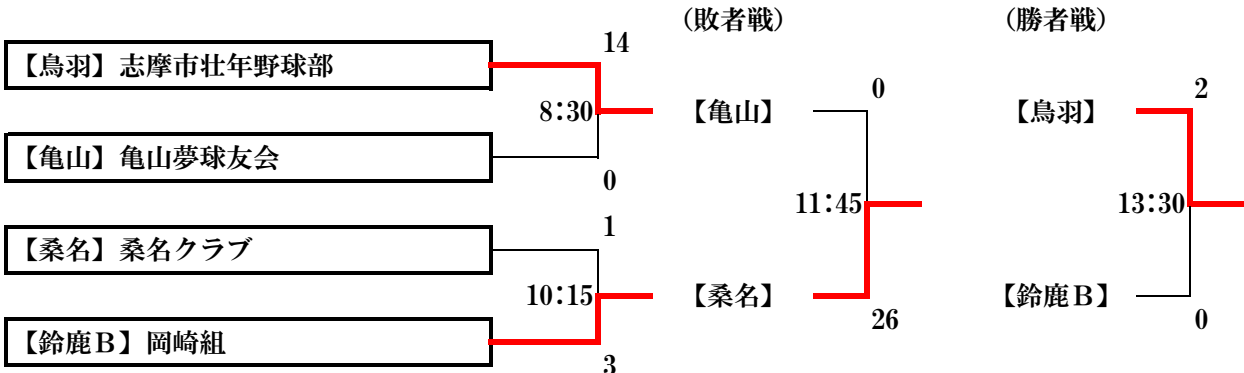 (敗者戦)
(勝者戦)
14
【鳥羽】志摩市壮年野球部
0
2
8:30
【亀山】
【鳥羽】
【亀山】亀山夢球友会
0
11:45
13:30
1
【桑名】桑名クラブ
10:15
【桑名】
【鈴鹿B】
26
0
【鈴鹿B】岡崎組
3